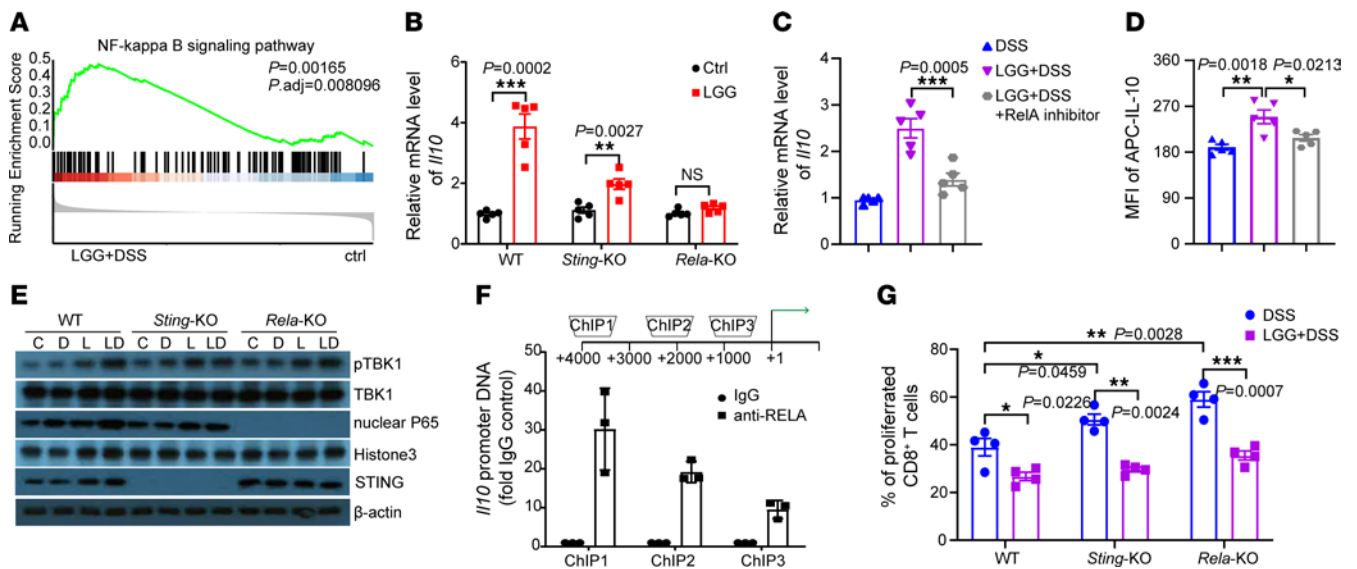 A
NF-kappa B signaling pathway
P=0.00165
P.adj=0.008096
Running Enrichment Score
0.5
0.4
0.3
0.2
0.1
0.0
LGG+DSS
ctrl
B
Relative mRNA level
of Il10
6
4
2
0
P=0.0002
***
P=0.0027
**
NS
Ctrl
LGG
WT
Sting-KO
Rela-KO
C
Relative mRNA level
of Il10
4
3
2
1
0
P=0.0005
***
DSS
LGG+DSS
LGG+DSS
+RelA inhibitor
D
MFI of APC-IL-10
360
270
180
90
0
P=0.0018
P=0.0213
**
*
E
WT
Sting-KO
Rela-KO
C D L LD C D L LD C D L LD
pTBK1
TBK1
nuclear P65
Histone3
STING
β-actin
F
ChIP1
ChIP2
ChIP3
+4000
+3000
+2000
+1000
+1
Il10 promoter DNA
(fold IgG control)
50
40
30
20
10
0
IgG
anti-RELA
ChIP1
ChIP2
ChIP3
G
% of proliferrated
CD8+ T cells
80
60
40
20
0
DSS
LGG+DSS
**
P=0.0028
*
P=0.0459
***
P=0.0007
**
P=0.0024
*
P=0.0226
WT
Sting-KO
Rela-KO